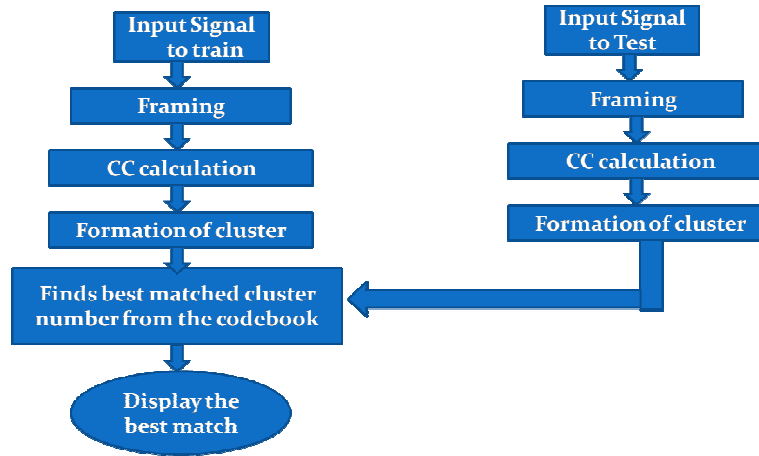 Input Signal
to train
Framing
CC calculation
Formation of cluster
Finds best matched cluster
number from the codebook
Display the
best match
Input Signal
to Test
Framing
CC calculation
Formation of cluster